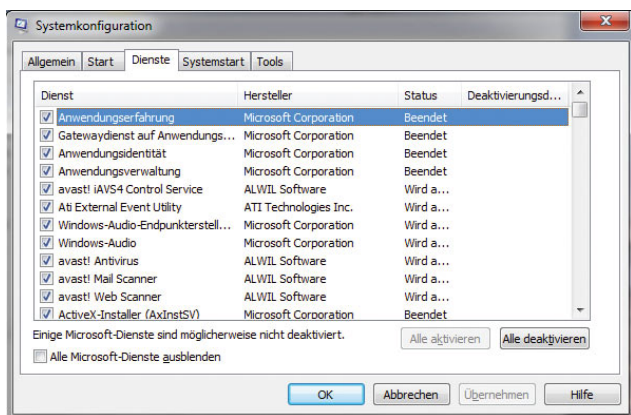 Systemkonfiguration
Allgemein Start Dienste Systemstart Tools
Dienst Hersteller Status Deaktivierungsd...
Anwendungserfahrung Microsoft Corporation Beendet
Gatewaydienst auf Anwendungs... Microsoft Corporation Beendet
Anwendungsidentität Microsoft Corporation Beendet
Anwendungsverwaltung Microsoft Corporation Beendet
avast! iAVS4 Control Service ALWIL Software Wird a...
Ati External Event Utility ATI Technologies Inc. Wird a...
Windows-Audio-Endpunkterstell... Microsoft Corporation Wird a...
Windows-Audio Microsoft Corporation Wird a...
avast! Antivirus ALWIL Software Wird a...
avast! Mail Scanner ALWIL Software Wird a...
avast! Web Scanner ALWIL Software Wird a...
ActiveX-Installer (AxInstSV) Microsoft Corporation Beendet
Einige Microsoft-Dienste sind möglicherweise nicht deaktiviert. Alle aktivieren Alle deaktivieren
Alle Microsoft-Dienste ausblenden
OK Abbrechen Übernehmen Hilfe